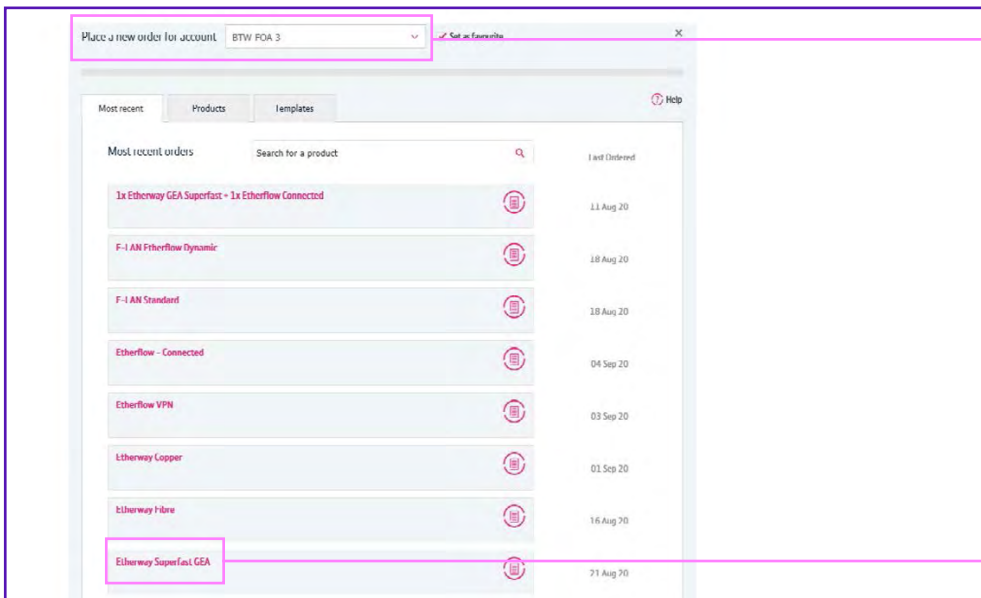 Place a new order for account BTW FOA 3 Set as favourite
Help
Most recent Products Templates
Most recent orders Search for a product Last Ordered
1x Etherway GEA Superfast + 1x Etherflow Connected 11 Aug 20
E-LAN Etherflow Dynamic 18 Aug 20
E-LAN Standard 18 Aug 20
Etherflow - Connected 04 Sep 20
Etherflow VPN 03 Sep 20
Etherway Copper 01 Sep 20
Etherway Fibre 16 Aug 20
Etherway Superfast GEA 21 Aug 20